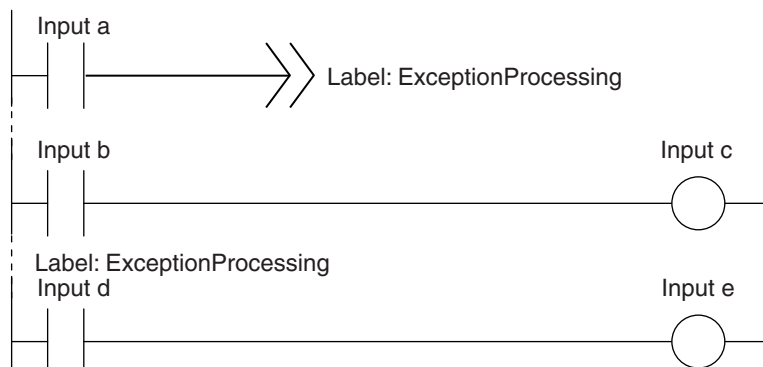 Input a
Label: ExceptionProcessing
Input b
Input c
Label: ExceptionProcessing
Input d
Input e